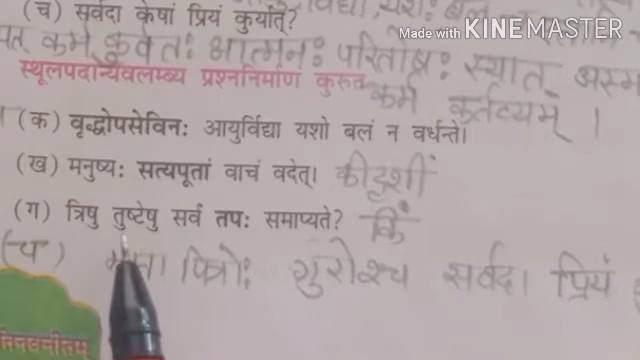 (च) सर्वदा केषां प्रियं कुर्यात्?
Made with KINEMASTER
कर्म कुर्वतः आत्मनः परितोषः स्यात्
स्थूलपदान्यवलम्ब्य प्रश्ननिर्माण कुरुत
कर्म कर्तव्यम् ।
(क) वृद्धोपसेविनः आयुर्विद्या यशो बलं न वर्धन्ते।
(ख) मनुष्यः सत्यपूतां वाचं वदेत्। कीदृशीं
(ग) त्रिषु तुष्टेषु सर्वं तपः समाप्यते? किं
(च) पित्रोः गुरोश्च सर्वदा प्रियं